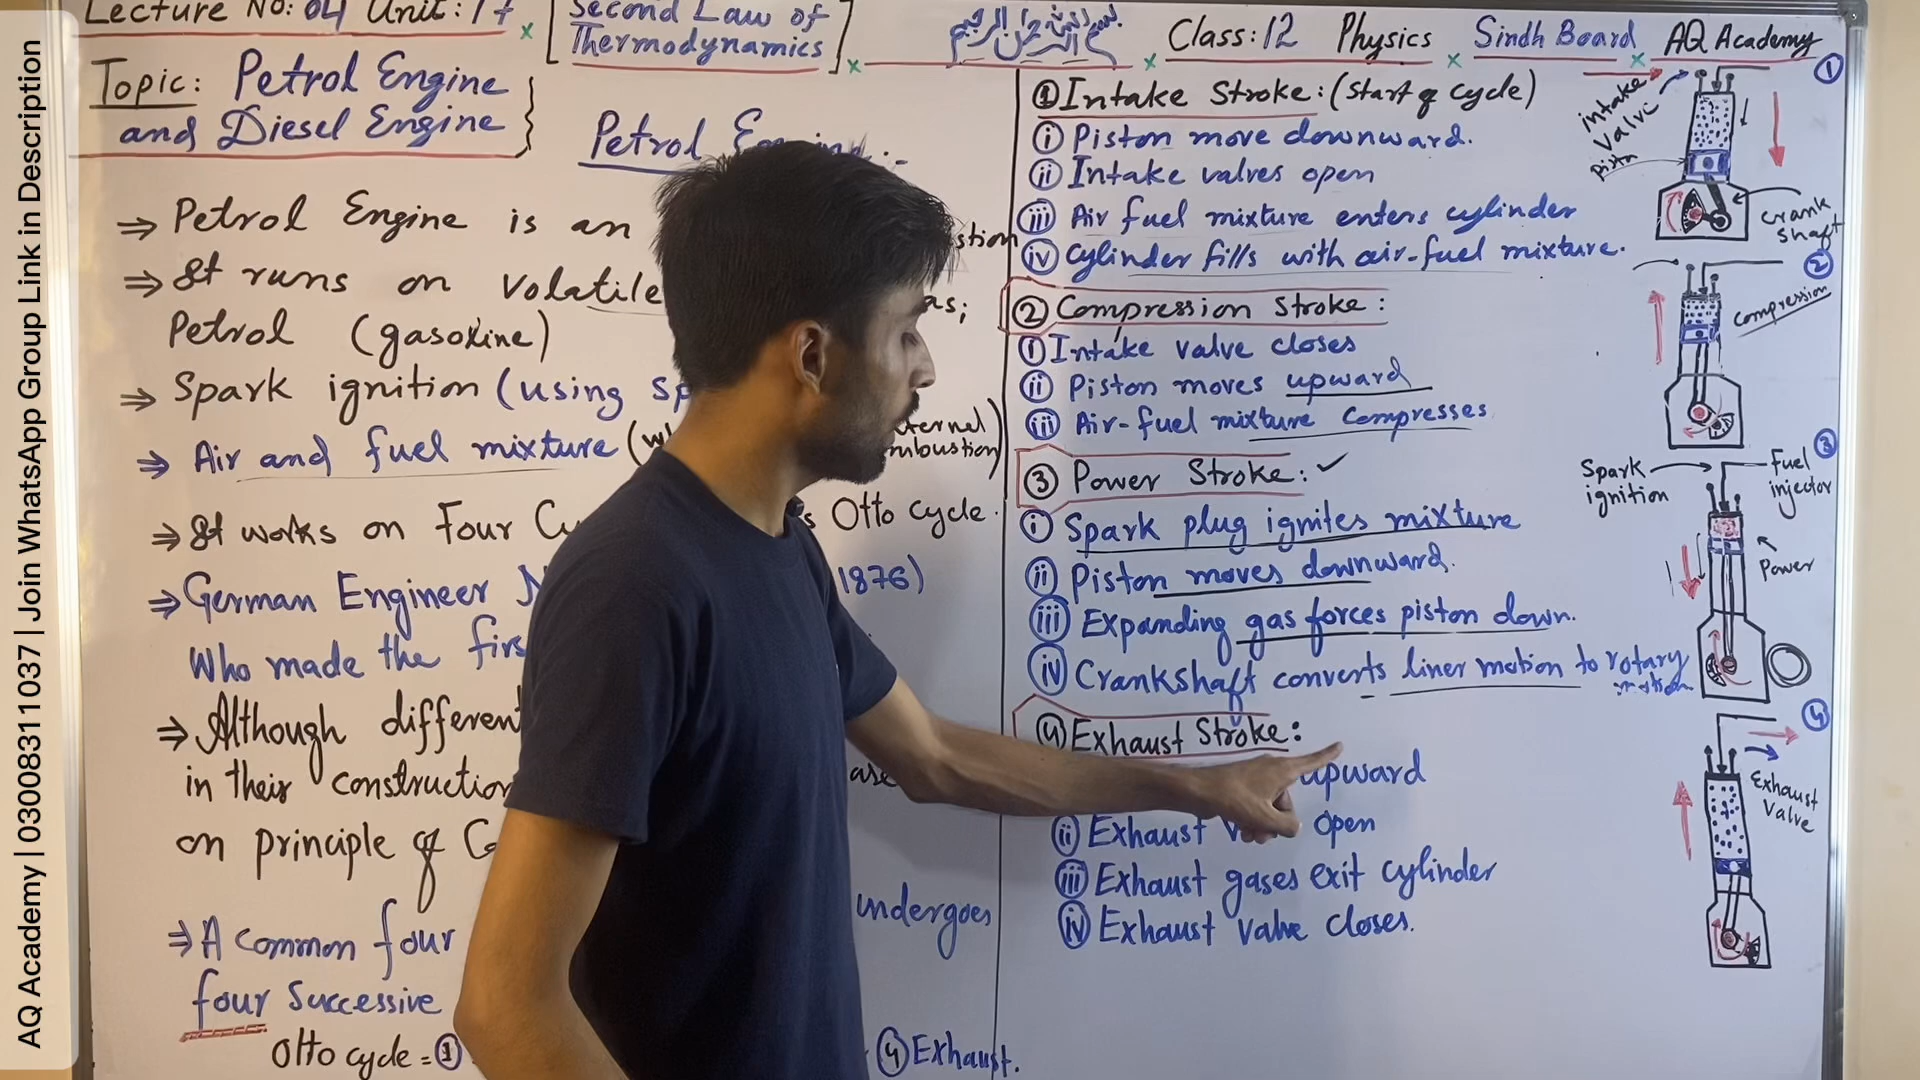 AQ Academy | 03008311037 | Join WhatsApp Group Link in Description
Lecture No: 04 Unit: 17
Second Law of
Thermodynamics
Class: 12 Physics Sindh Board AQ Academy
Topic: Petrol Engine
and Diesel Engine
Petrol
⇒ Petrol Engine is an
⇒ It runs on volatile
Petrol (gasoline)
⇒ Spark ignition (using
⇒ Air and fuel mixture
⇒ It works on Four Otto cycle.
⇒ German Engineer 1876)
Who made the
⇒ Although different
in their construction
on principle of
undergoes
⇒ A common four
four Successive
Otto cycle = ① ④ Exhaust.
① Intake Stroke: (Start of cycle)
ⓘ Piston move downward.
ⓘⓘ Intake valves open
ⓘⓘⓘ Air fuel mixture enters cylinder
ⓘⓥ Cylinder fills with air-fuel mixture.
② Compression Stroke:
ⓘ Intake valve closes
ⓘⓘ Piston moves upward
ⓘⓘⓘ Air-fuel mixture compresses
③ Power Stroke: ✓
ⓘ Spark plug ignites mixture
ⓘⓘ Piston moves downward.
ⓘⓘⓘ Expanding gas forces piston down.
ⓘⓥ Crankshaft converts liner motion to rotary
motion
④ Exhaust Stroke:
upward
ⓘⓘ Exhaust open
ⓘⓘⓘ Exhaust gases exit cylinder
ⓘⓥ Exhaust valve closes.
①
intake
valve
crank
shaft
②
compression
③
Spark
ignition
Fuel
injector
Power
④
Exhaust
Valve